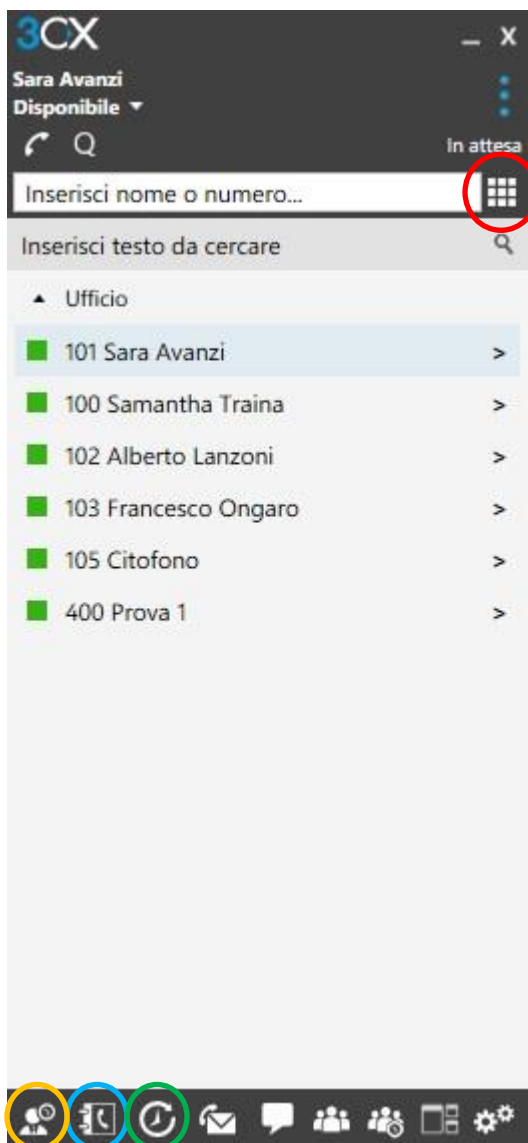 3CX
_ X
Sara Avanzi
Disponibile
Q In attesa
Inserisci nome o numero...
Inserisci testo da cercare
Ufficio
101 Sara Avanzi >
100 Samantha Traina >
102 Alberto Lanzoni >
103 Francesco Ongaro >
105 Citofono >
400 Prova 1 >